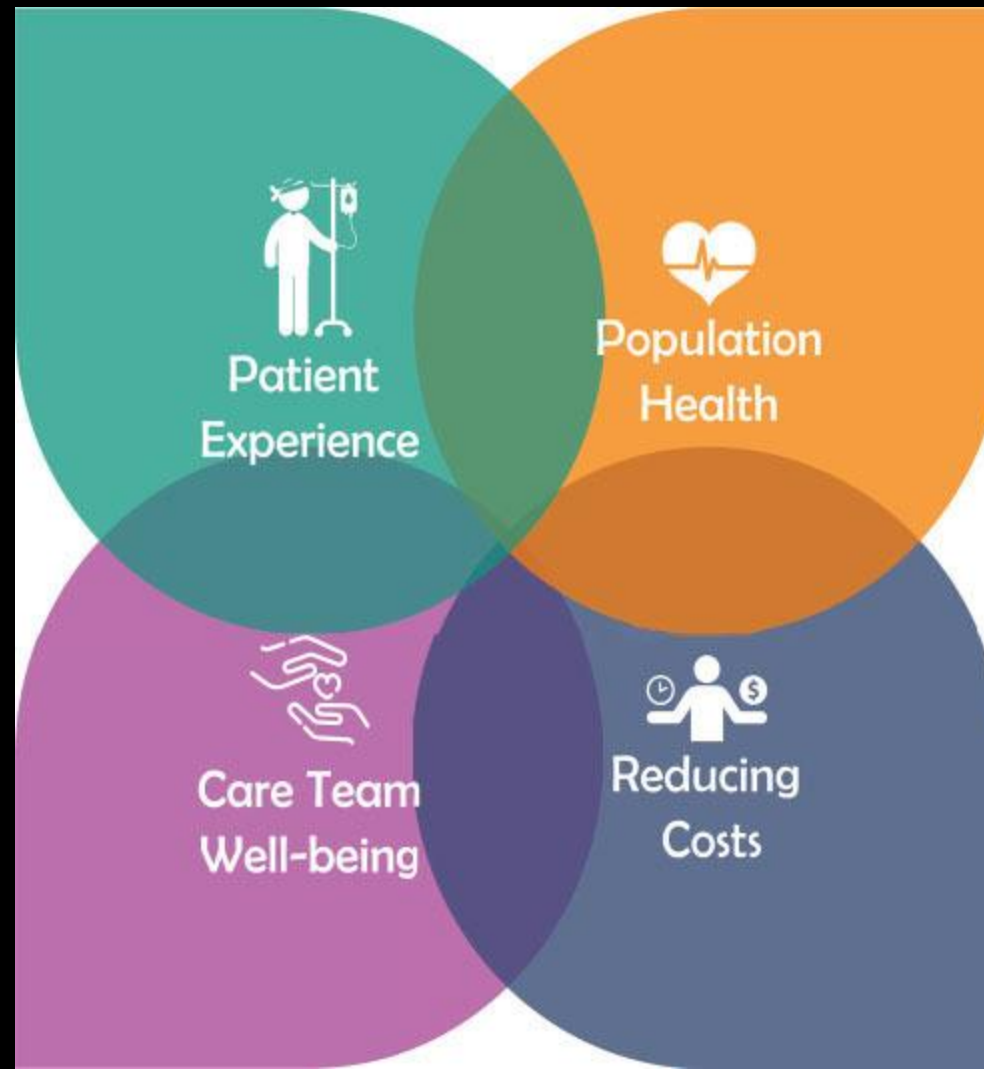 Patient
Experience
Population
Health
Care Team
Well-being
$
Reducing
Costs